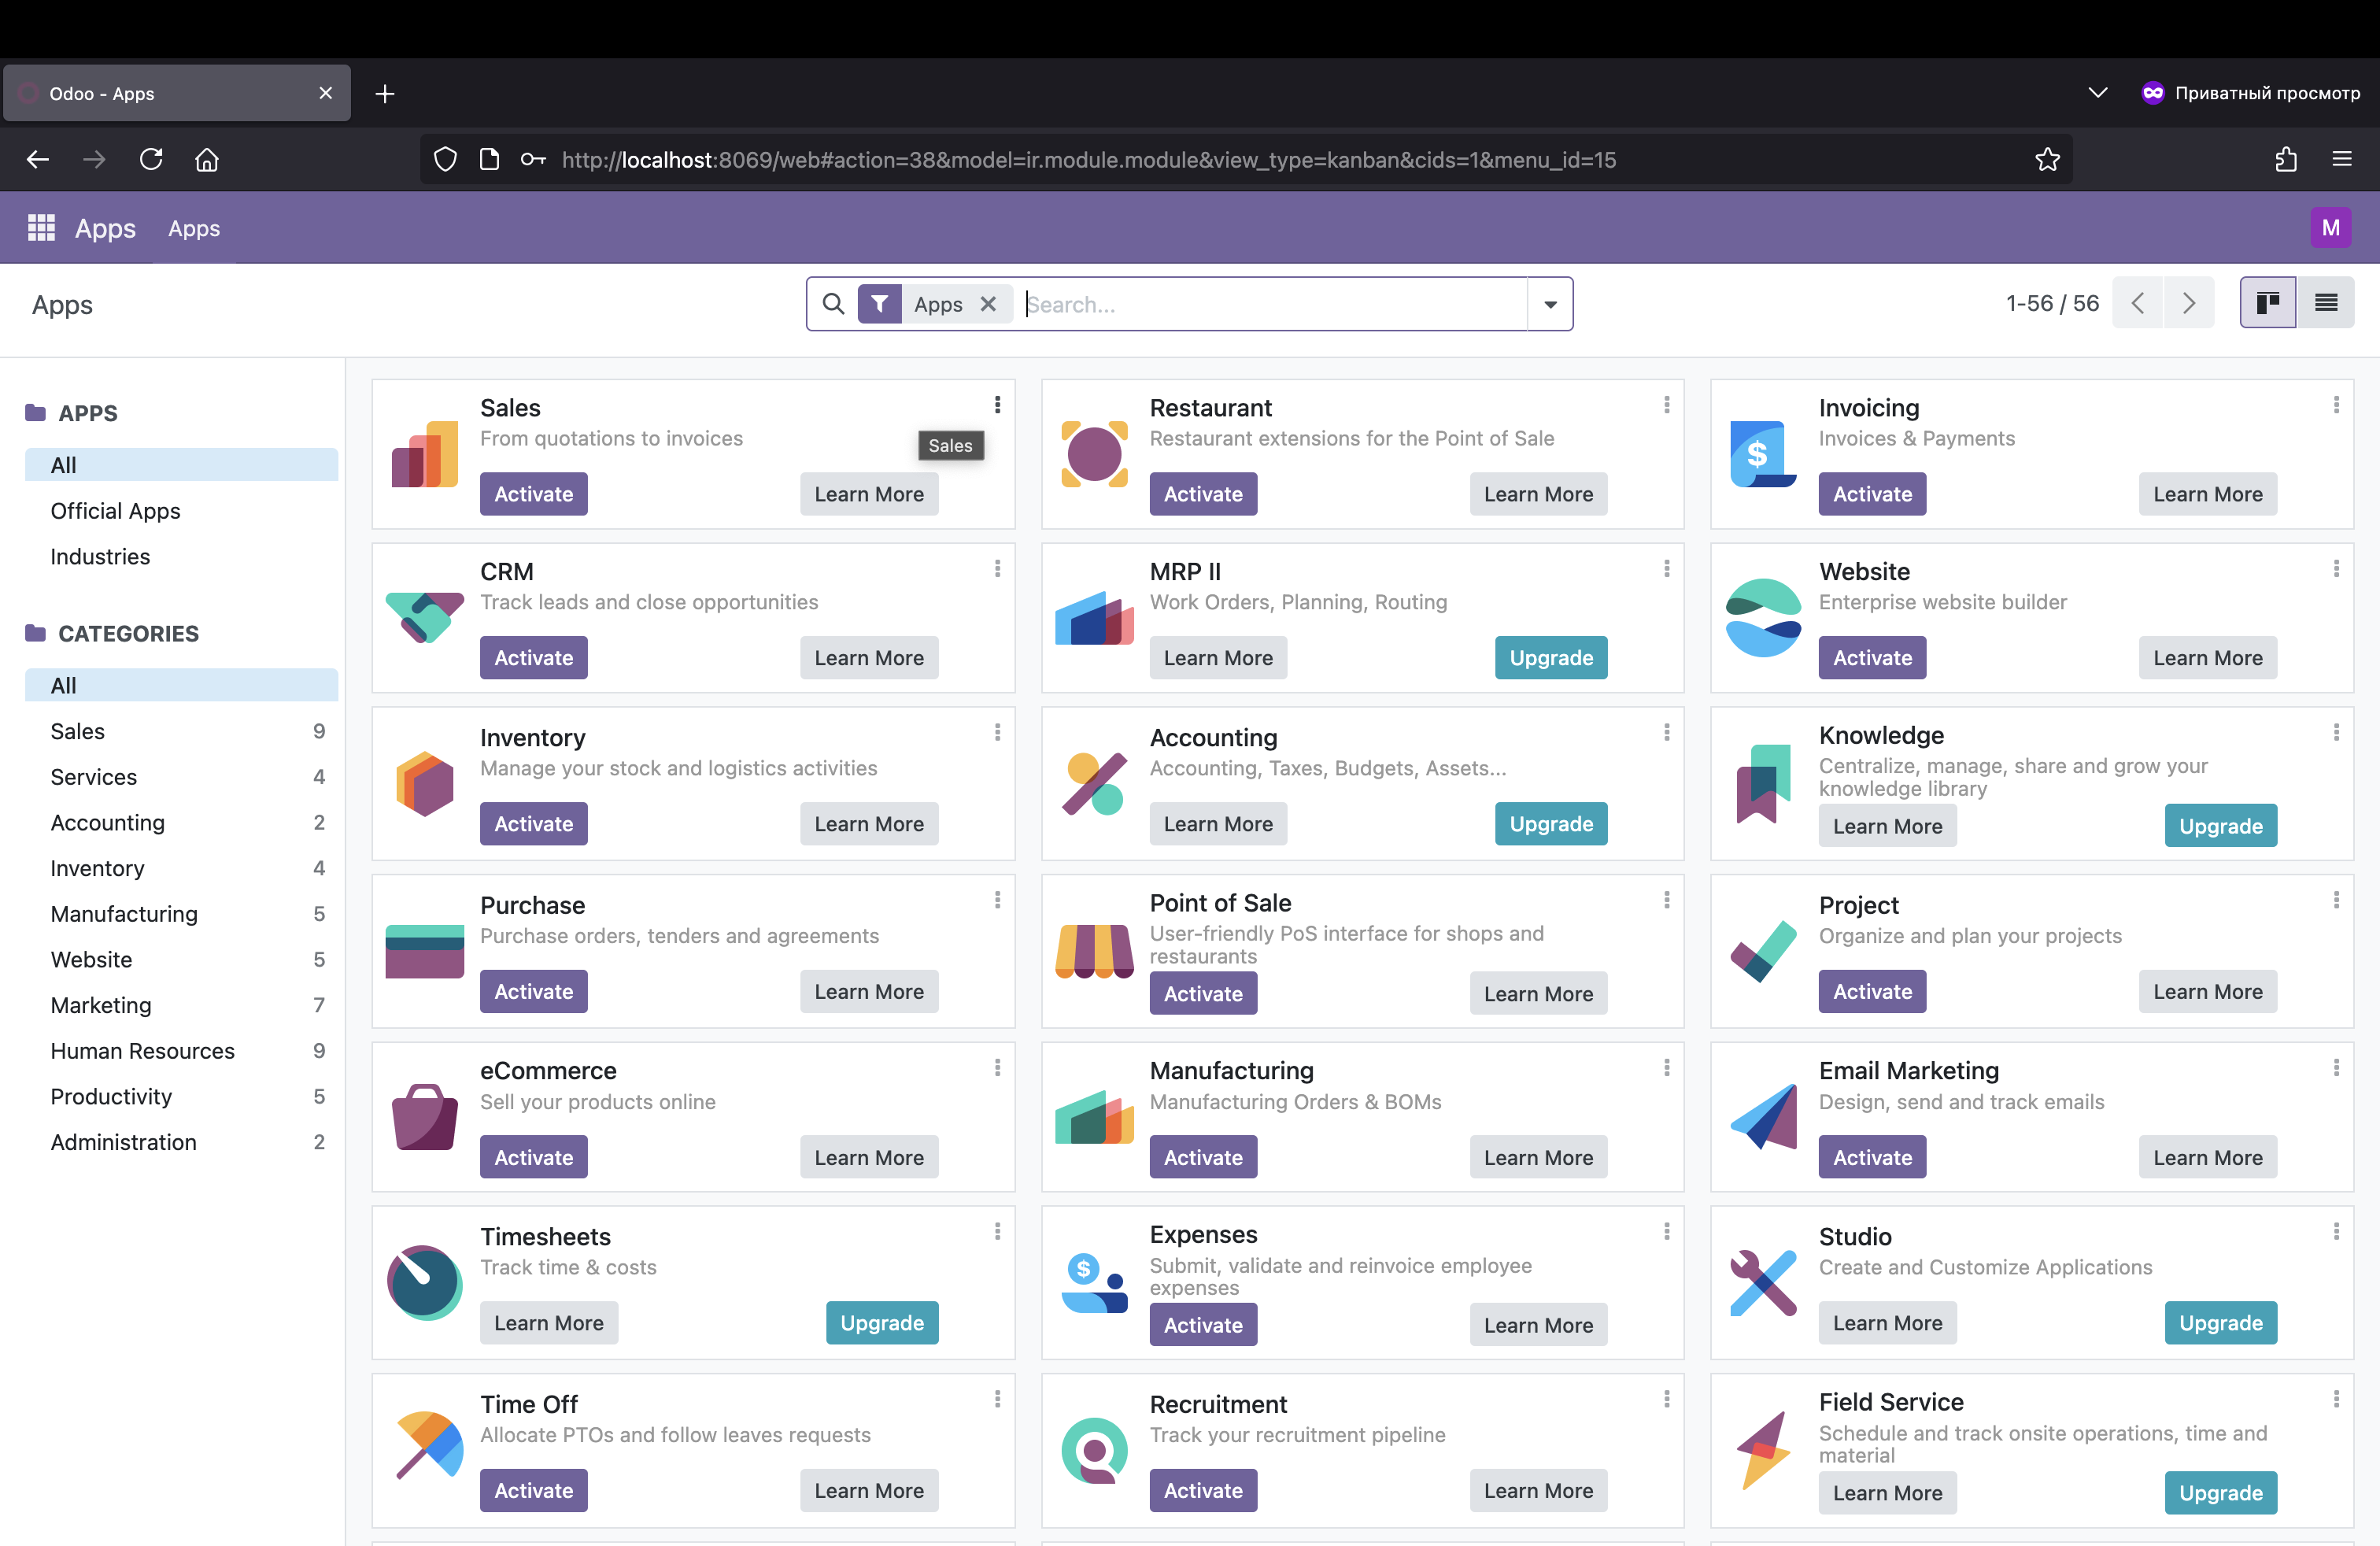 Odoo - Apps
Приватный просмотр
http://localhost:8069/web#action=38&model=ir.module.module&view_type=kanban&cids=1&menu_id=15
Apps Apps M
Apps
Apps Search...
1-56 / 56
APPS
All
Official Apps
Industries
CATEGORIES
All
Sales 9
Services 4
Accounting 2
Inventory 4
Manufacturing 5
Website 5
Marketing 7
Human Resources 9
Productivity 5
Administration 2
Sales
From quotations to invoices
Sales
Activate Learn More
Restaurant
Restaurant extensions for the Point of Sale
Activate Learn More
Invoicing
Invoices & Payments
Activate Learn More
CRM
Track leads and close opportunities
Activate Learn More
MRP II
Work Orders, Planning, Routing
Learn More Upgrade
Website
Enterprise website builder
Activate Learn More
Inventory
Manage your stock and logistics activities
Activate Learn More
Accounting
Accounting, Taxes, Budgets, Assets...
Learn More Upgrade
Knowledge
Centralize, manage, share and grow your
knowledge library
Learn More Upgrade
Purchase
Purchase orders, tenders and agreements
Activate Learn More
Point of Sale
User-friendly PoS interface for shops and
restaurants
Activate Learn More
Project
Organize and plan your projects
Activate Learn More
eCommerce
Sell your products online
Activate Learn More
Manufacturing
Manufacturing Orders & BOMs
Activate Learn More
Email Marketing
Design, send and track emails
Activate Learn More
Timesheets
Track time & costs
Learn More Upgrade
Expenses
Submit, validate and reinvoice employee
expenses
Activate Learn More
Studio
Create and Customize Applications
Learn More Upgrade
Time Off
Allocate PTOs and follow leaves requests
Activate Learn More
Recruitment
Track your recruitment pipeline
Activate Learn More
Field Service
Schedule and track onsite operations, time and
material
Learn More Upgrade